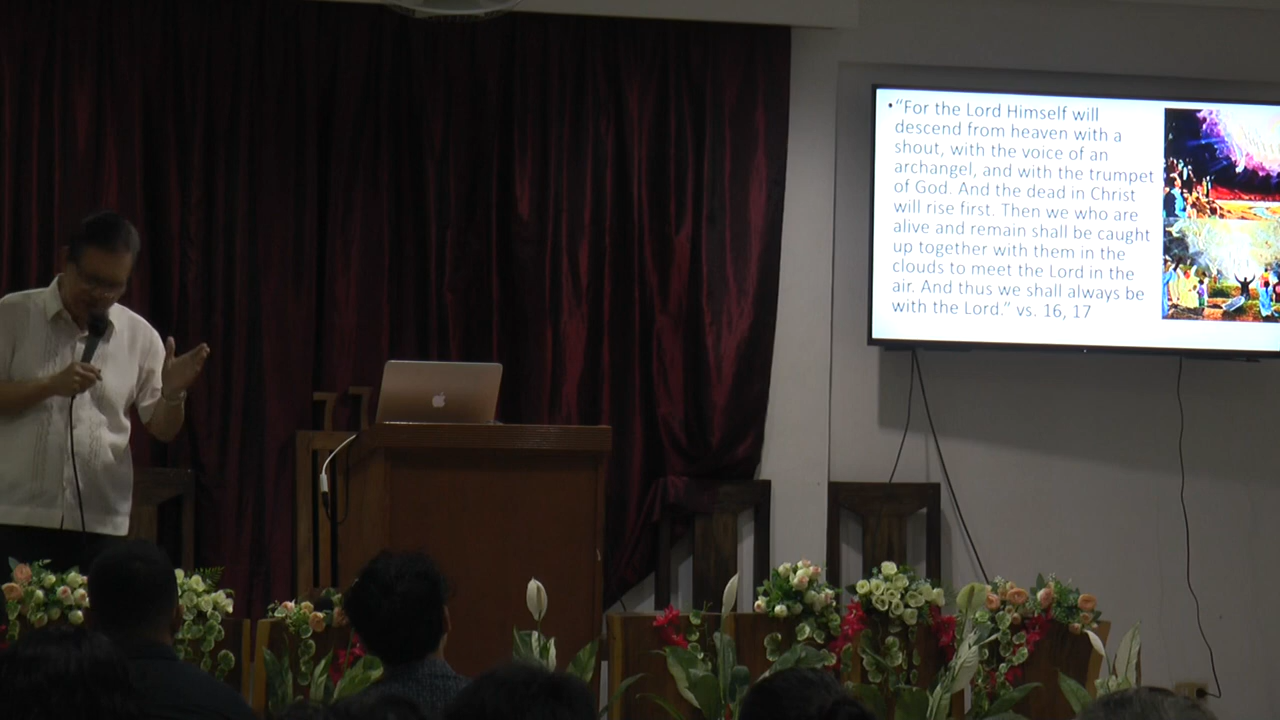 •“For the Lord Himself will
descend from heaven with a
shout, with the voice of an
archangel, and with the trumpet
of God. And the dead in Christ
will rise first. Then we who are
alive and remain shall be caught
up together with them in the
clouds to meet the Lord in the
air. And thus we shall always be
with the Lord.” vs. 16, 17